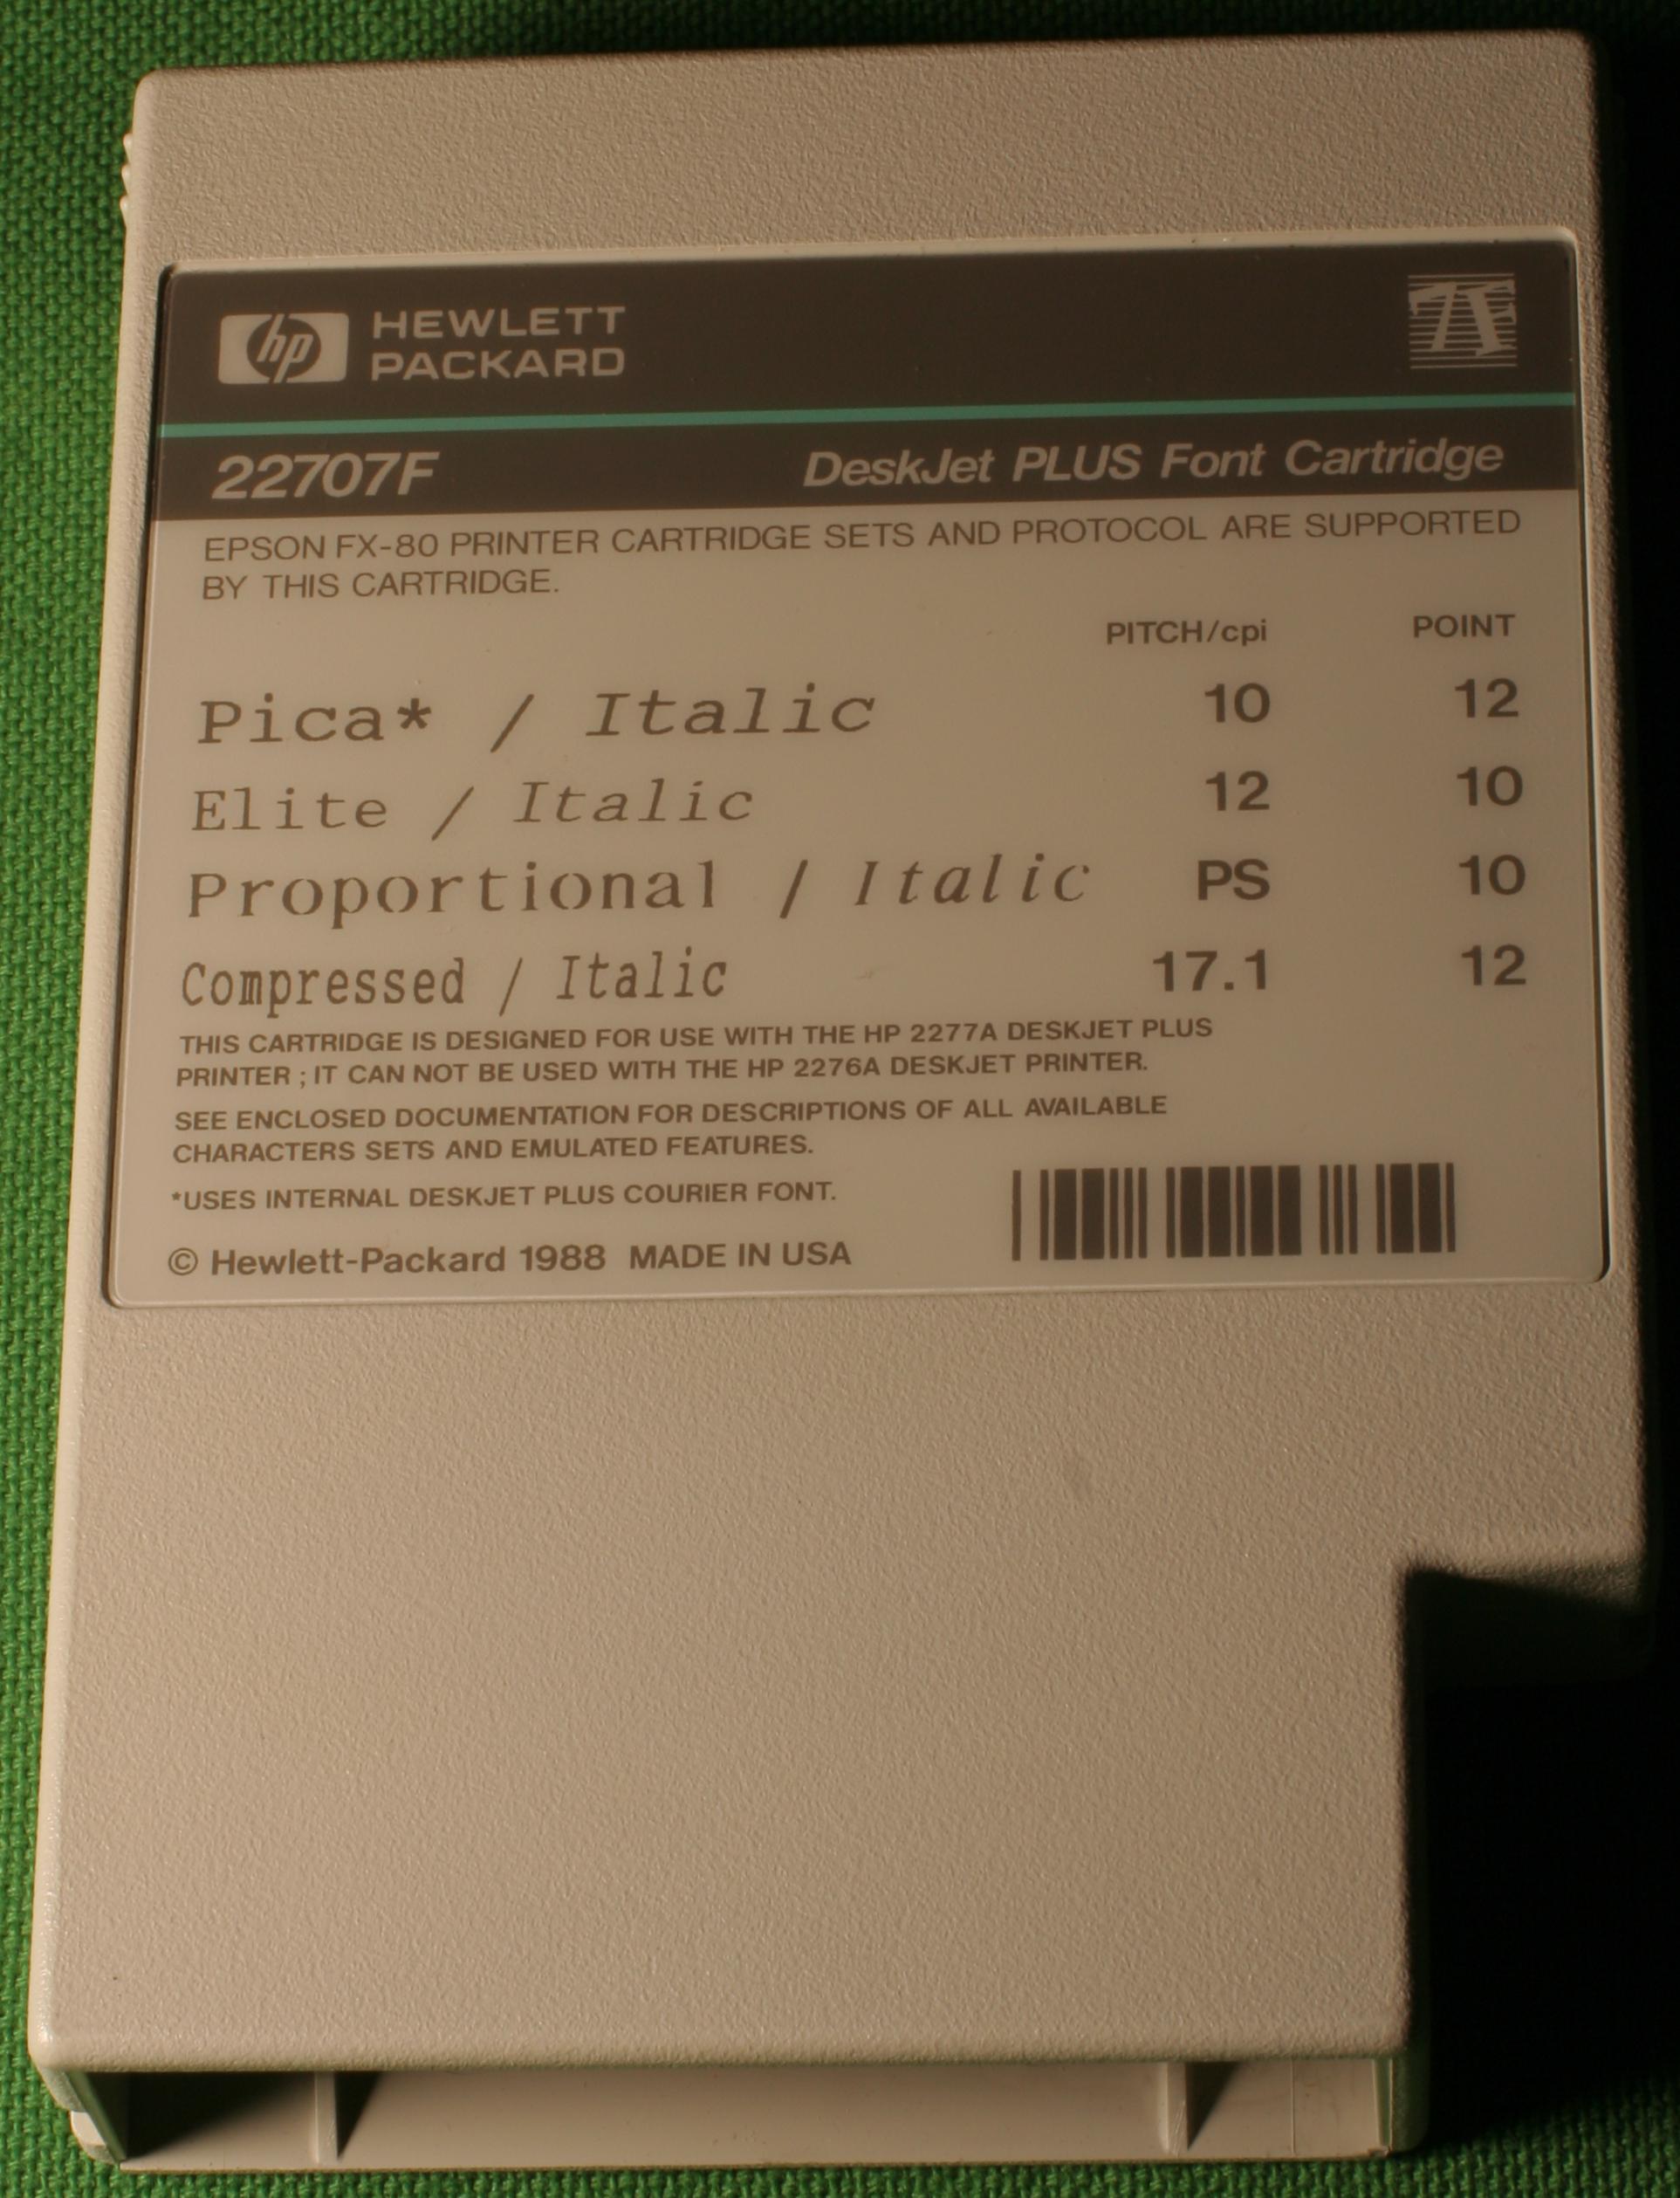 hp HEWLETT
PACKARD
22707F DeskJet PLUS Font Cartridge
EPSON FX-80 PRINTER CARTRIDGE SETS AND PROTOCOL ARE SUPPORTED
BY THIS CARTRIDGE.
PITCH/cpi POINT
Pica* / Italic 10 12
Elite / Italic 12 10
Proportional / Italic PS 10
Compressed / Italic 17.1 12
THIS CARTRIDGE IS DESIGNED FOR USE WITH THE HP 2277A DESKJET PLUS
PRINTER ; IT CAN NOT BE USED WITH THE HP 2276A DESKJET PRINTER.
SEE ENCLOSED DOCUMENTATION FOR DESCRIPTIONS OF ALL AVAILABLE
CHARACTERS SETS AND EMULATED FEATURES.
*USES INTERNAL DESKJET PLUS COURIER FONT.
© Hewlett-Packard 1988 MADE IN USA